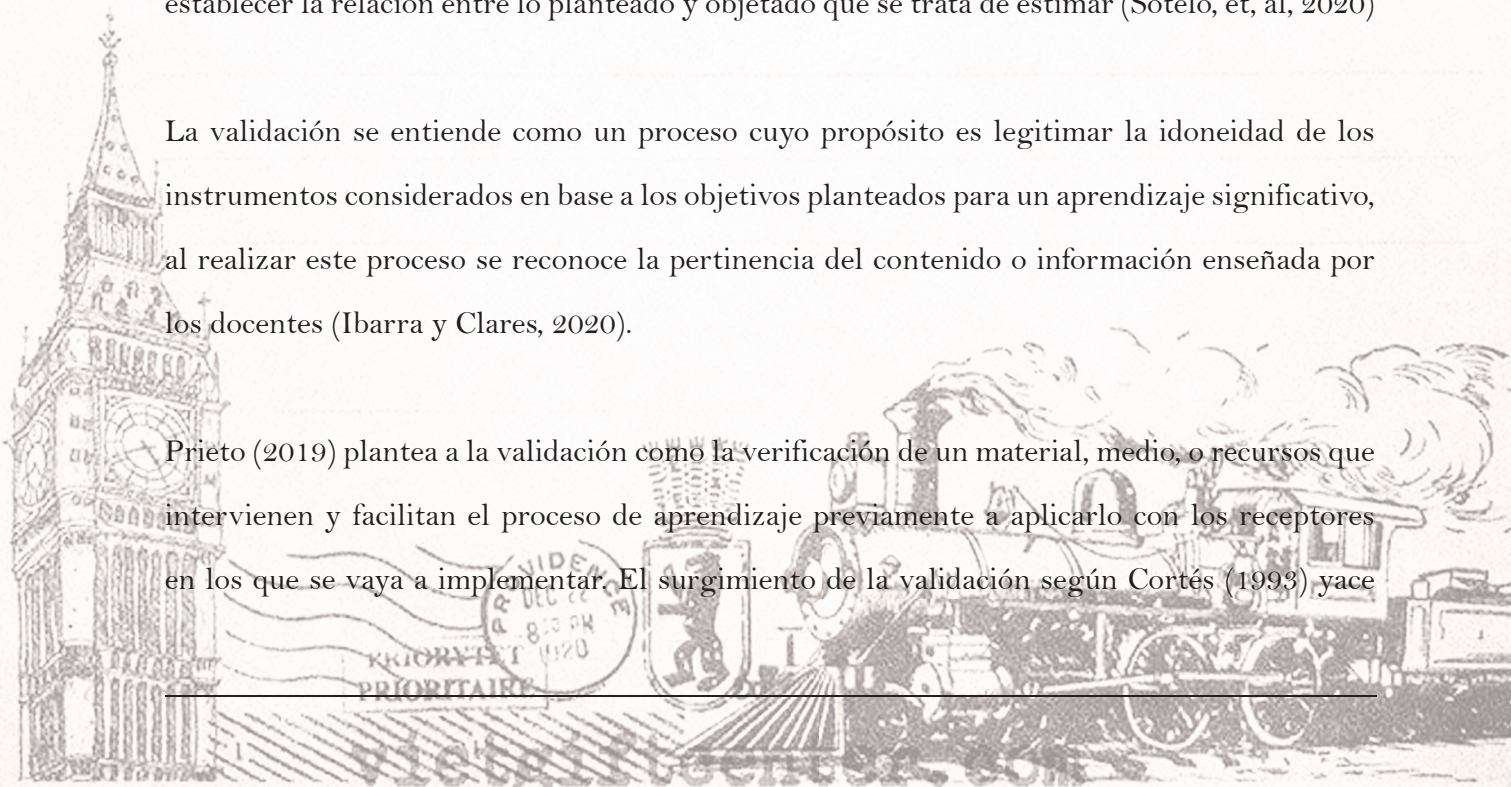 establecer la relación entre lo planteado y objetado que se trata de estimar (Sotelo, et, al, 2020)
La validación se entiende como un proceso cuyo propósito es legitimar la idoneidad de los
instrumentos considerados en base a los objetivos planteados para un aprendizaje significativo,
al realizar este proceso se reconoce la pertinencia del contenido o información enseñada por
los docentes (Ibarra y Clares, 2020).
Prieto (2019) plantea a la validación como la verificación de un material, medio, o recursos que
intervienen y facilitan el proceso de aprendizaje previamente a aplicarlo con los receptores
en los que se vaya a implementar. El surgimiento de la validación según Cortés (1993) yace
PROVIDENCE
DEC 22
1920
PRIORYTET
PRIORITAIRE